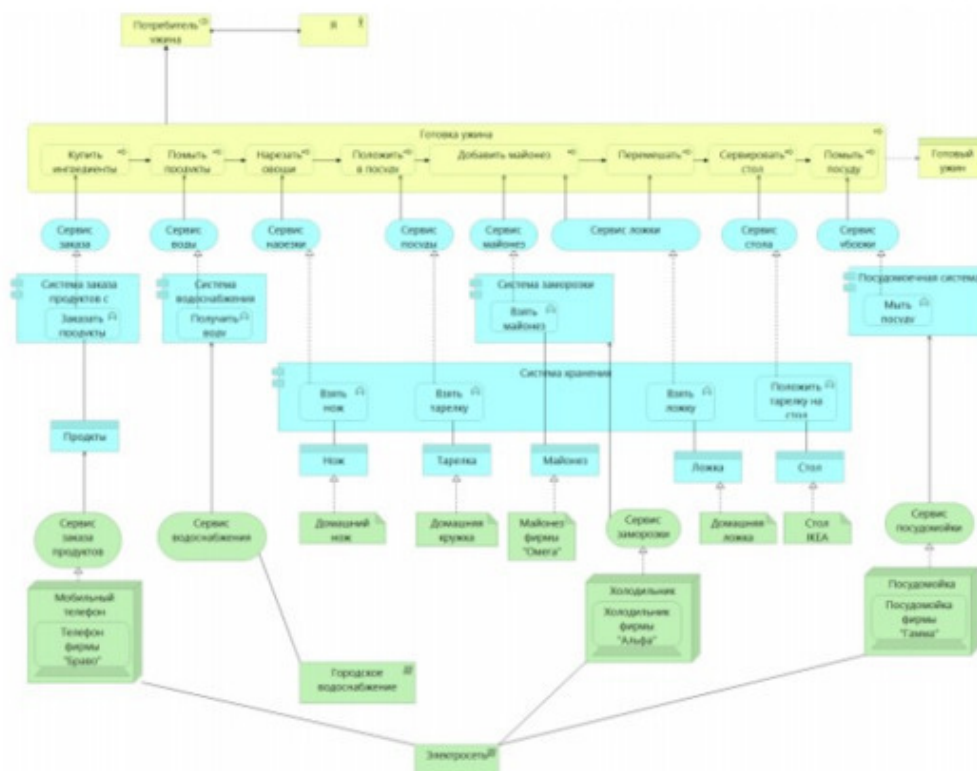 Потребитель
ужина
Я
Готовка ужина
Купить
ингредиенты
Помыть
продукты
Нарезать
овощи
Положить
в посуду
Добавить майонез
Перемешать
Сервировать
стол
Помыть
посуду
Готовый
ужин
Сервис
заказа
Сервис
воды
Сервис
нарезки
Сервис
посуды
Сервис
майонез
Сервис ложки
Сервис
стола
Сервис
уборки
Система заказа
продуктов с
Заказать
продукты
Система
водоснабжения
Получить
воду
Система заморозки
Взять
майонез
Посудомоечная система
Мыть
посуду
Система хранения
Взять
нож
Взять
тарелку
Взять
ложку
Положить
тарелку на
стол
Продкты
Нож
Тарелка
Майонез
Ложка
Стол
Сервис
заказа
продуктов
Сервис
водоснабжения
Домашний
нож
Домашняя
кружка
Майонез
фирмы
"Омега"
Сервис
заморозки
Домашняя
ложка
Стол
IKEA
Сервис
посудомойки
Мобильный
телефон
Телефон
фирмы
"Браво"
Холодильник
Холодильник
фирмы
"Альфа"
Посудомойка
Посудомойка
фирмы
"Гамма"
Городское
водоснабжение
Электросеть